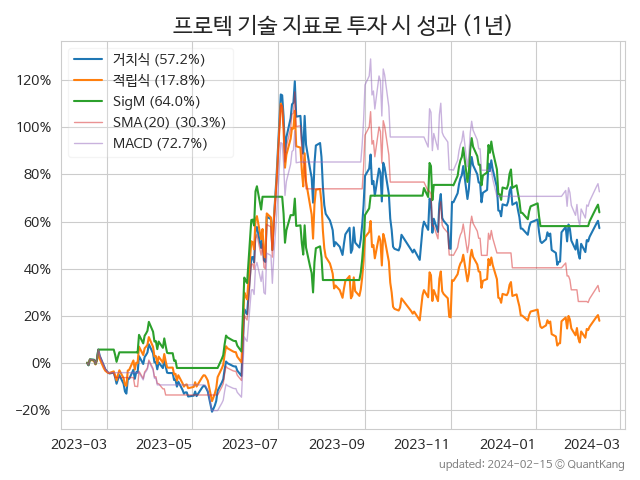 프로텍 기술 지표로 투자 시 성과 (1년)
거치식 (57.2%)
적립식 (17.8%)
SigM (64.0%)
SMA(20) (30.3%)
MACD (72.7%)
120%
100%
80%
60%
40%
20%
0%
−20%
2023-03
2023-05
2023-07
2023-09
2023-11
2024-01
2024-03
updated: 2024-02-15 © QuantKang